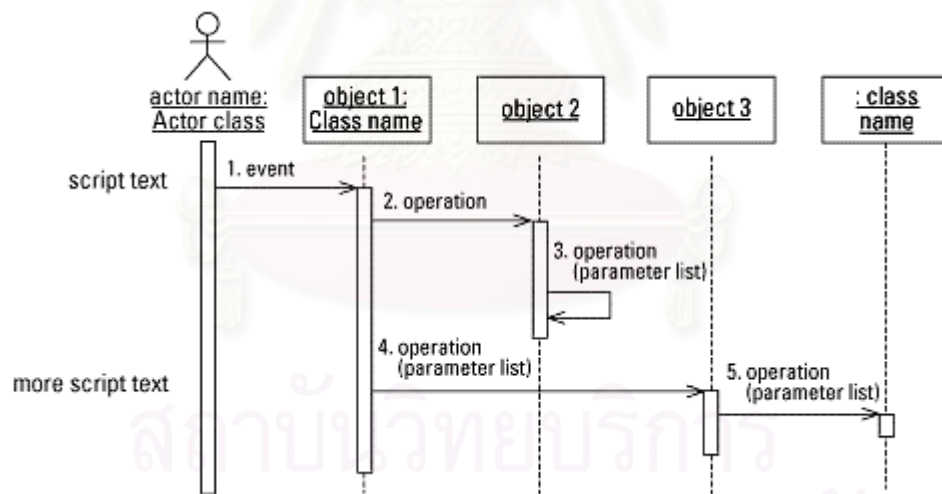 actor name:
Actor class
object 1:
Class name
object 2
object 3
: class
name
script text
1. event
2. operation
3. operation
(parameter list)
4. operation
(parameter list)
more script text
5. operation
(parameter list)
สถาบันวิทยบริการ